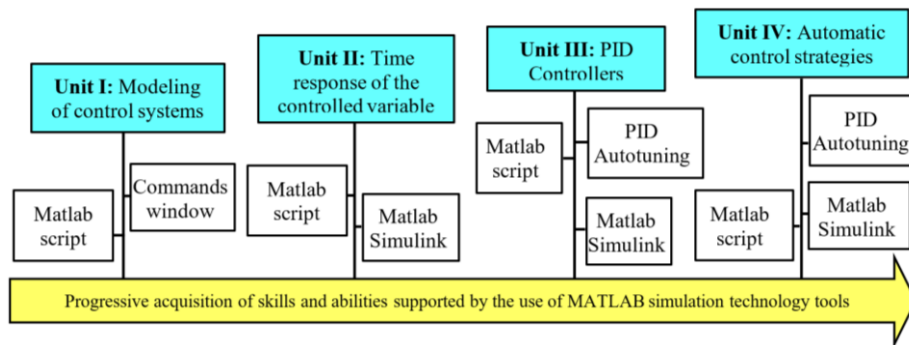 Unit I: Modeling
of control systems
Commands
window
Matlab
script
Unit II: Time
response of the
controlled variable
Matlab
script
Matlab
Simulink
Unit III: PID
Controllers
Matlab
script
PID
Autotuning
Matlab
Simulink
Unit IV: Automatic
control strategies
PID
Autotuning
Matlab
script
Matlab
Simulink
Progressive acquisition of skills and abilities supported by the use of MATLAB simulation technology tools